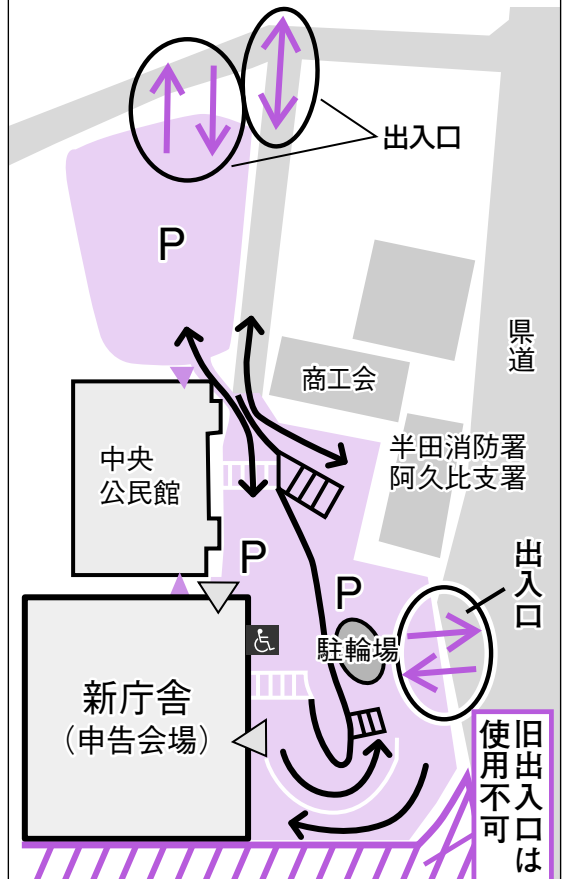 出入口
P
県道
商工会
半田消防署
阿久比支署
中央
公民館
P
P
出入口
駐輪場
新庁舎
（申告会場）
旧出入口は
使用不可